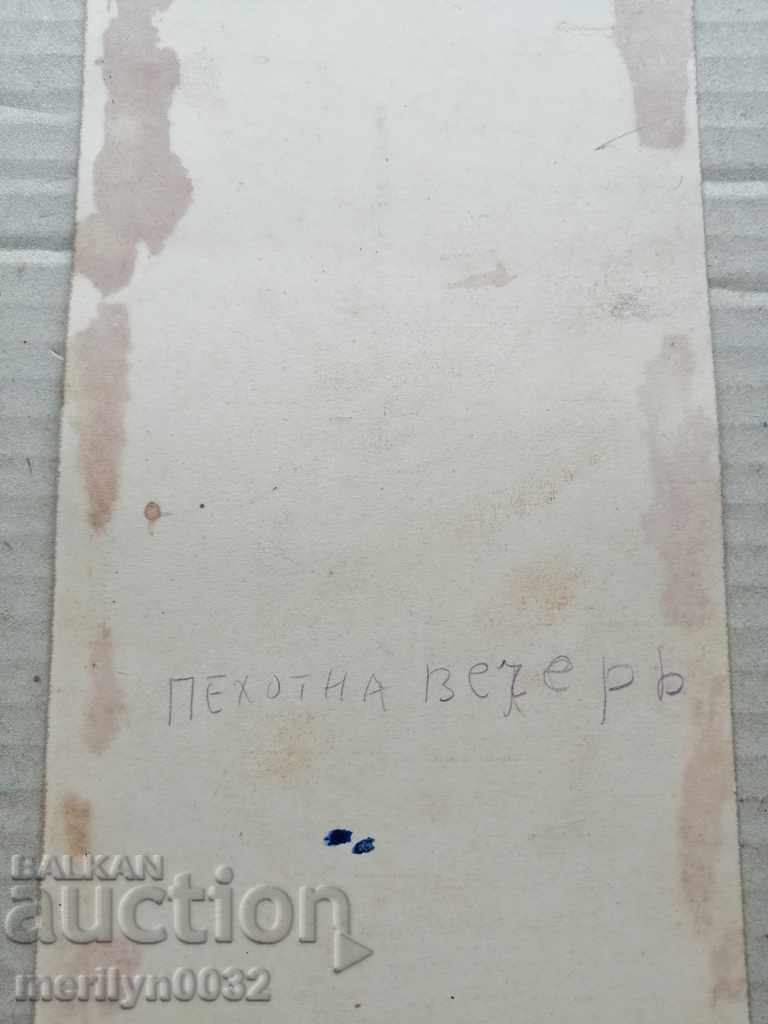 ПЕХОТНА вечерь
BALKAN
auction
merilyn0032